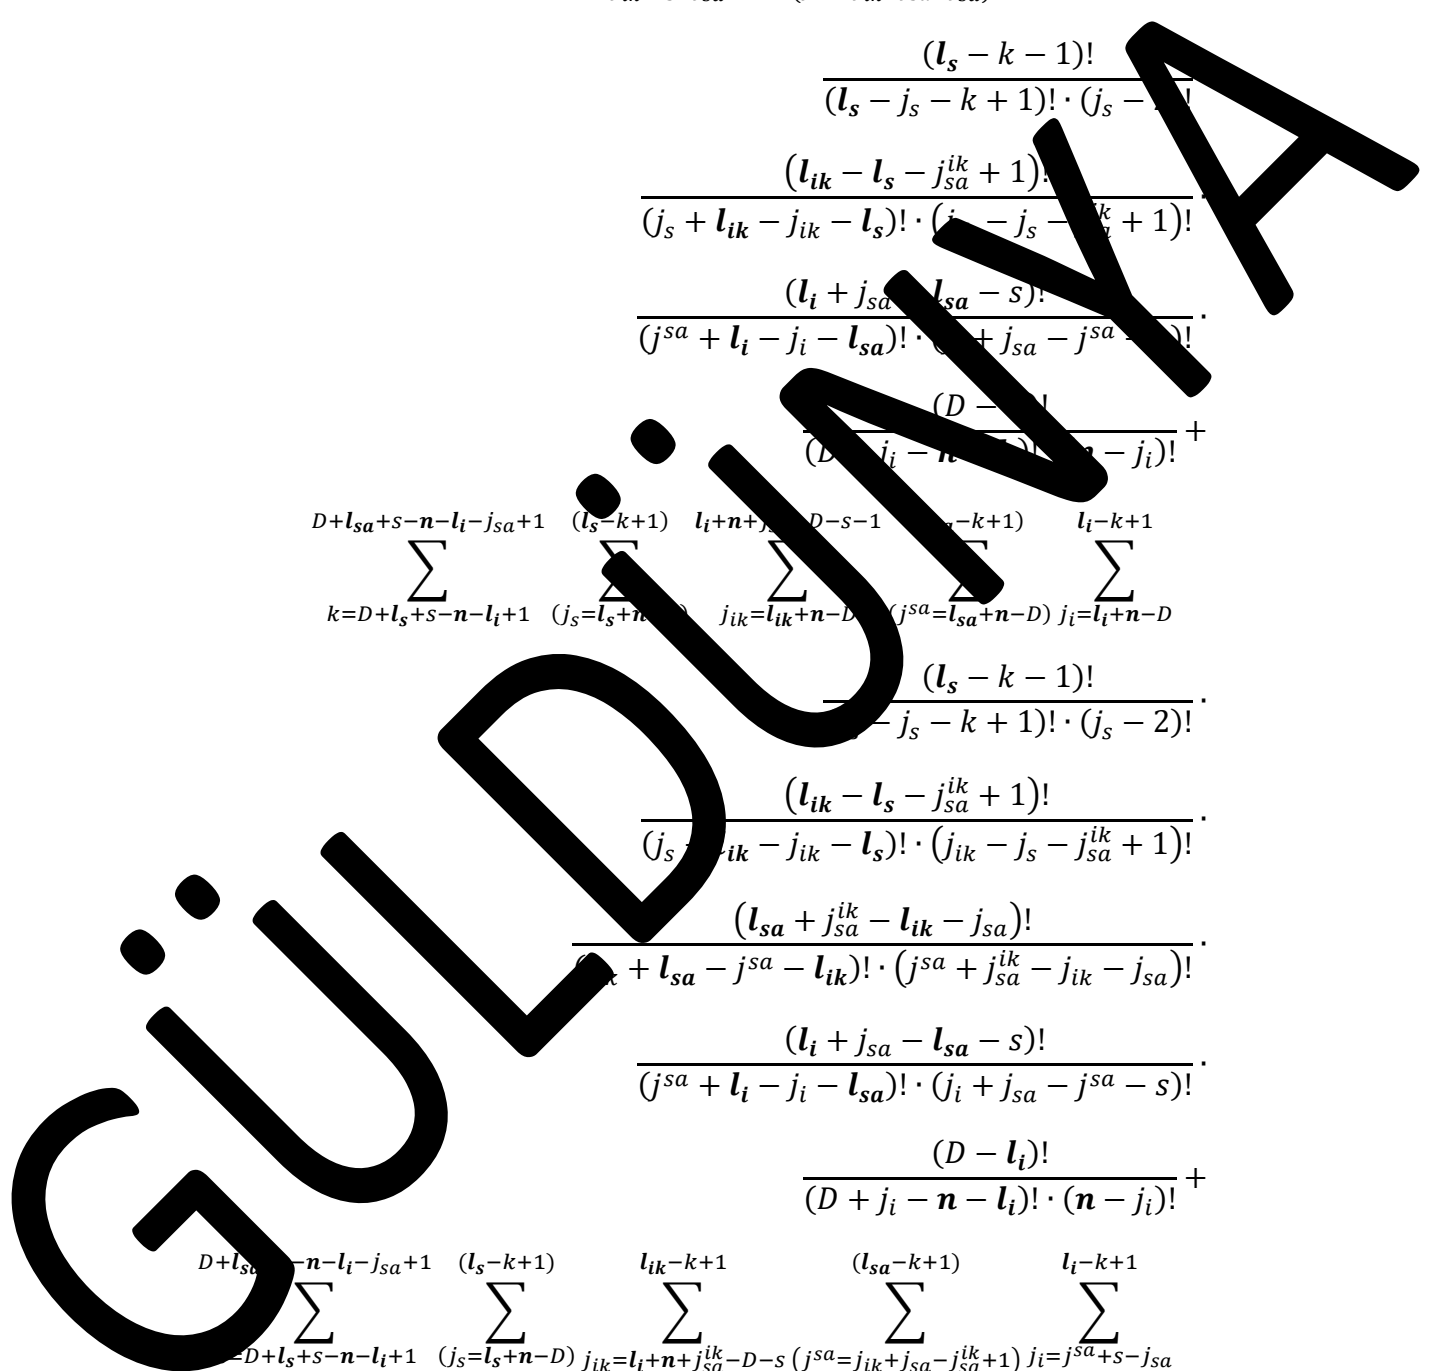 (l_s − k − 1)!
(l_s − j_s − k + 1)! · (j_s −
(l_ik − l_s − j_sa^ik + 1)!
(j_s + l_ik − j_ik − l_s)! · ( − j_s − + 1)!
(l_i + j_sa l_sa − s)!
(j^sa + l_i − j_i − l_sa)! · + j_sa − j^sa !
(D − !
(D j_i − n − j_i)! +
D+l_sa+s−n−l_i−j_sa+1 (l_s−k+1) l_i+n+ D−s−1 −k+1) l_i−k+1
∑ ∑ ∑ ∑ ∑
k=D+l_s+s−n−l_i+1 (j_s=l_s+n ) j_ik=l_ik+n−D (j^sa=l_sa+n−D) j_i=l_i+n−D
(l_s − k − 1)!
− j_s − k + 1)! · (j_s − 2)! ·
(l_ik − l_s − j_sa^ik + 1)!
(j_s l_ik − j_ik − l_s)! · (j_ik − j_s − j_sa^ik + 1)! ·
(l_sa + j_sa^ik − l_ik − j_sa)!
+ l_sa − j^sa − l_ik)! · (j^sa + j_sa^ik − j_ik − j_sa)! ·
(l_i + j_sa − l_sa − s)!
(j^sa + l_i − j_i − l_sa)! · (j_i + j_sa − j^sa − s)! ·
(D − l_i)!
(D + j_i − n − l_i)! · (n − j_i)! +
D+l_sa −n−l_i−j_sa+1 (l_s−k+1) l_ik−k+1 (l_sa−k+1) l_i−k+1
∑ ∑ ∑ ∑ ∑
=D+l_s+s−n−l_i+1 (j_s=l_s+n−D) j_ik=l_i+n+j_sa^ik−D−s (j^sa=j_ik+j_sa−j_sa^ik+1) j_i=j^sa+s−j_sa
GÜLDÜNYA